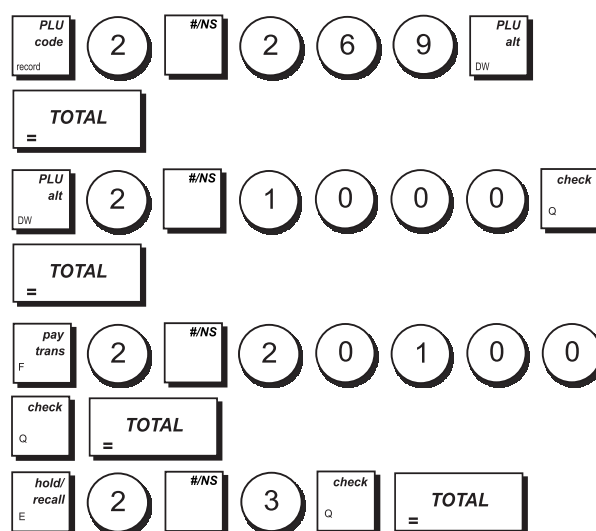 PLU code record 2 #/NS 2 6 9 PLU alt DW
TOTAL =
PLU alt DW 2 #/NS 1 0 0 0 check Q
TOTAL =
pay trans F 2 #/NS 2 0 1 0 0
check Q TOTAL =
hold/ recall E 2 #/NS 3 check Q TOTAL =